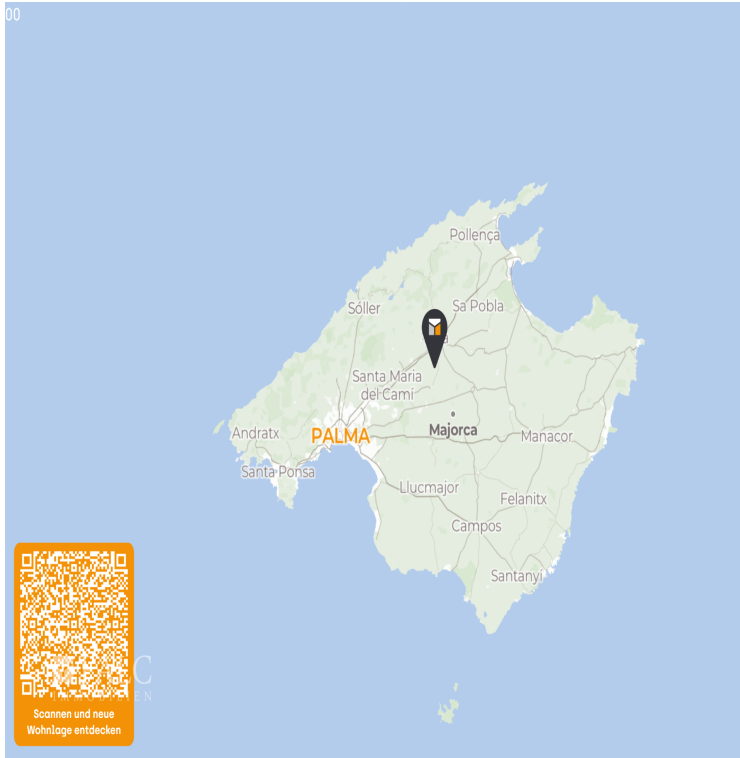 00
Pollença
Sóller
Sa Pobla
Santa Maria
del Camí
Andratx
PALMA
Majorca
Manacor
Santa Ponsa
Llucmajor
Felanitx
Campos
Santanyí
IMMOBILIEN
Scannen und neue
Wohnlage entdecken